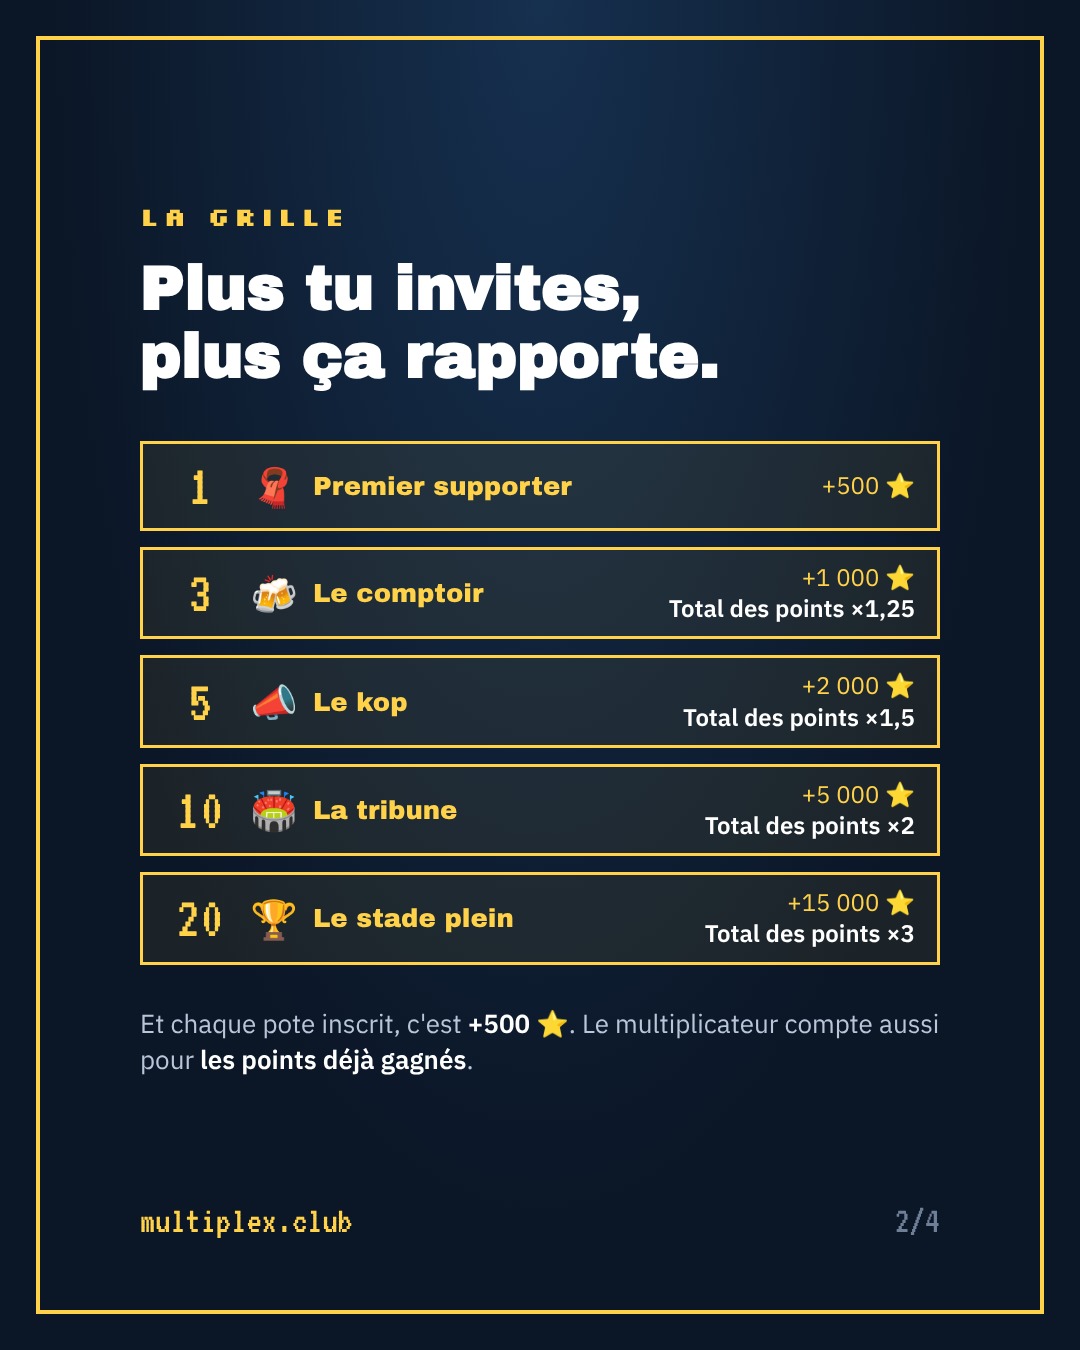 LA GRILLE
Plus tu invites,
plus ça rapporte.
1 Premier supporter +500 ⭐
3 Le comptoir +1 000 ⭐
Total des points ×1,25
5 Le kop +2 000 ⭐
Total des points ×1,5
10 La tribune +5 000 ⭐
Total des points ×2
20 Le stade plein +15 000 ⭐
Total des points ×3
Et chaque pote inscrit, c'est +500 ⭐. Le multiplicateur compte aussi
pour les points déjà gagnés.
multiplex.club 2/4